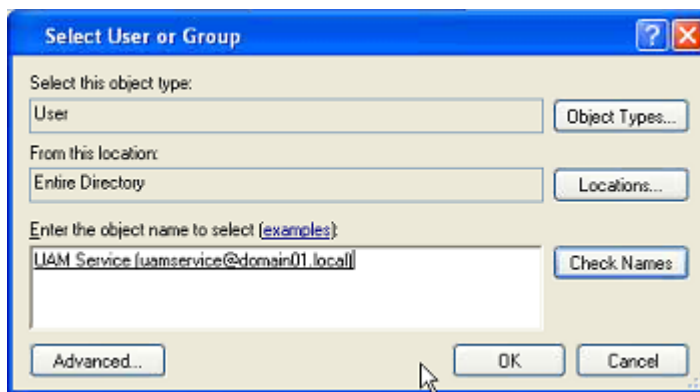 Select User or Group
Select this object type:
User
Object Types...
From this location:
Entire Directory
Locations...
Enter the object name to select (examples):
UAM Service (uamservice@domain01.local)
Check Names
Advanced...
OK
Cancel